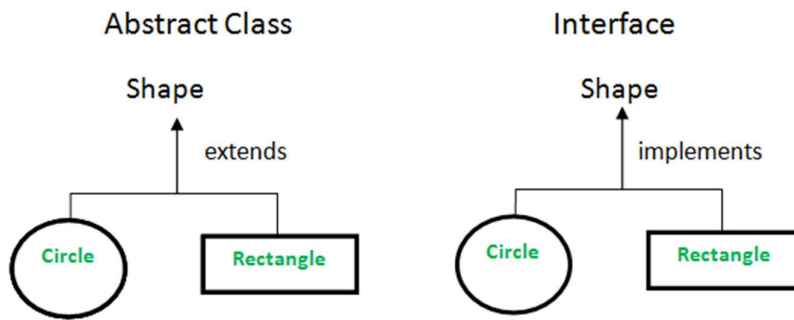 Abstract Class
Shape
extends
Circle
Rectangle
Interface
Shape
implements
Circle
Rectangle